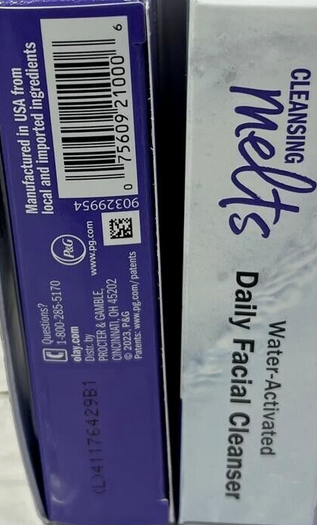 Manufactured in USA from
local and imported ingredients
0 75609 21000 6
90329954
P&G
www.pg.com
Questions?
1-800-285-5170
olay.com
Distr. by
PROCTER & GAMBLE,
CINCINNATI, OH 45202
© 2023, P&G
Patents: www.pg.com/patents
(L)41176429B1
CLEANSING
melts
Water-Activated
Daily Facial Cleanser